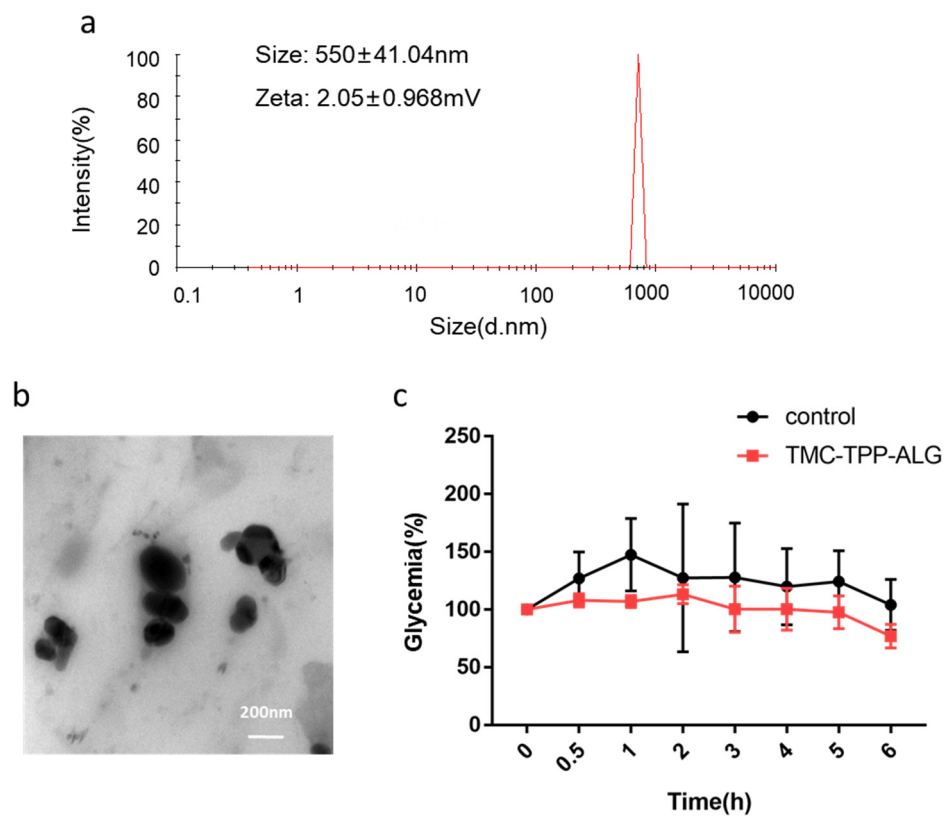 a
Size: 550±41.04nm
Zeta: 2.05±0.968mV
Intensity(%)
100
80
60
40
20
0
0.1
1
10
100
1000
10000
Size(d.nm)
b
200nm
c
control
TMC-TPP-ALG
Glycemia(%)
250
200
150
100
50
0
0
0.5
1
2
3
4
5
6
Time(h)